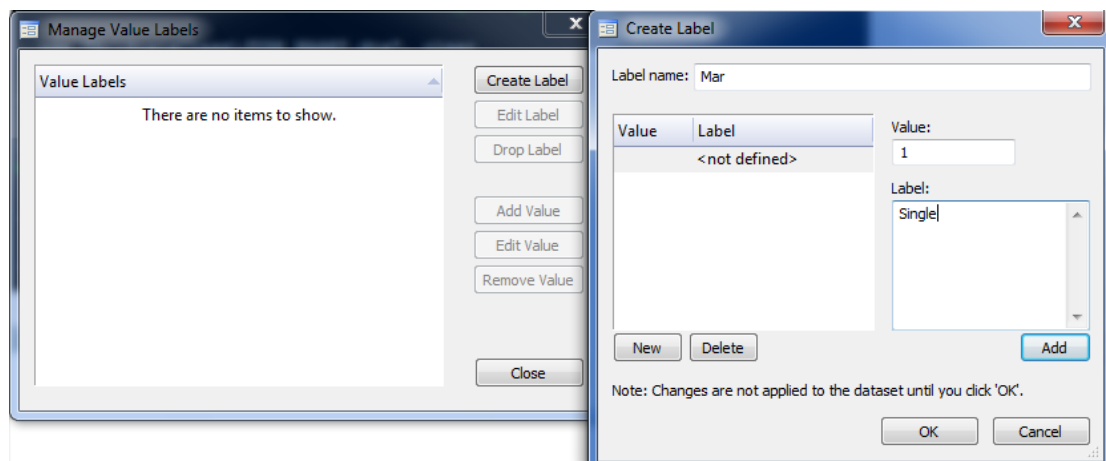 Manage Value Labels
x
Value Labels
There are no items to show.
Create Label
Edit Label
Drop Label
Add Value
Edit Value
Remove Value
Close
Create Label
x
Label name: Mar
Value Label
<not defined>
Value:
1
Label:
Single
New Delete
Add
Note: Changes are not applied to the dataset until you click 'OK'.
OK Cancel